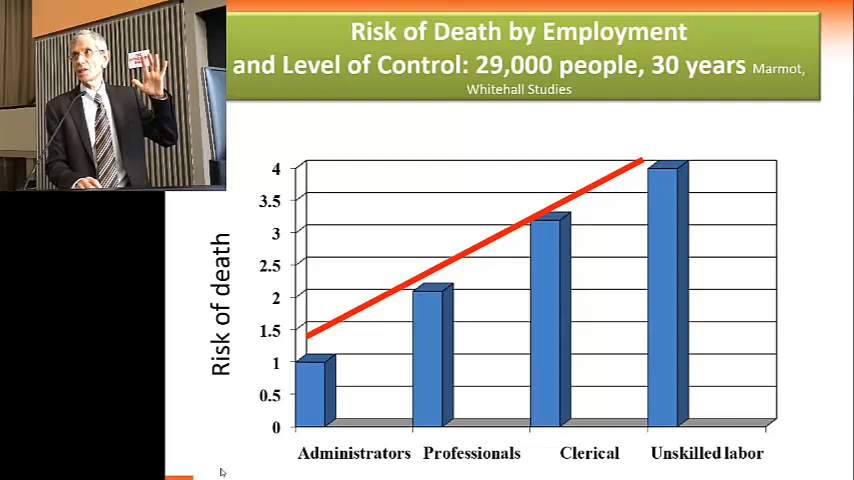 Risk of Death by Employment
and Level of Control: 29,000 people, 30 years Marmot,
Whitehall Studies
Risk of death
4
3.5
3
2.5
2
1.5
1
0.5
0
Administrators Professionals Clerical Unskilled labor